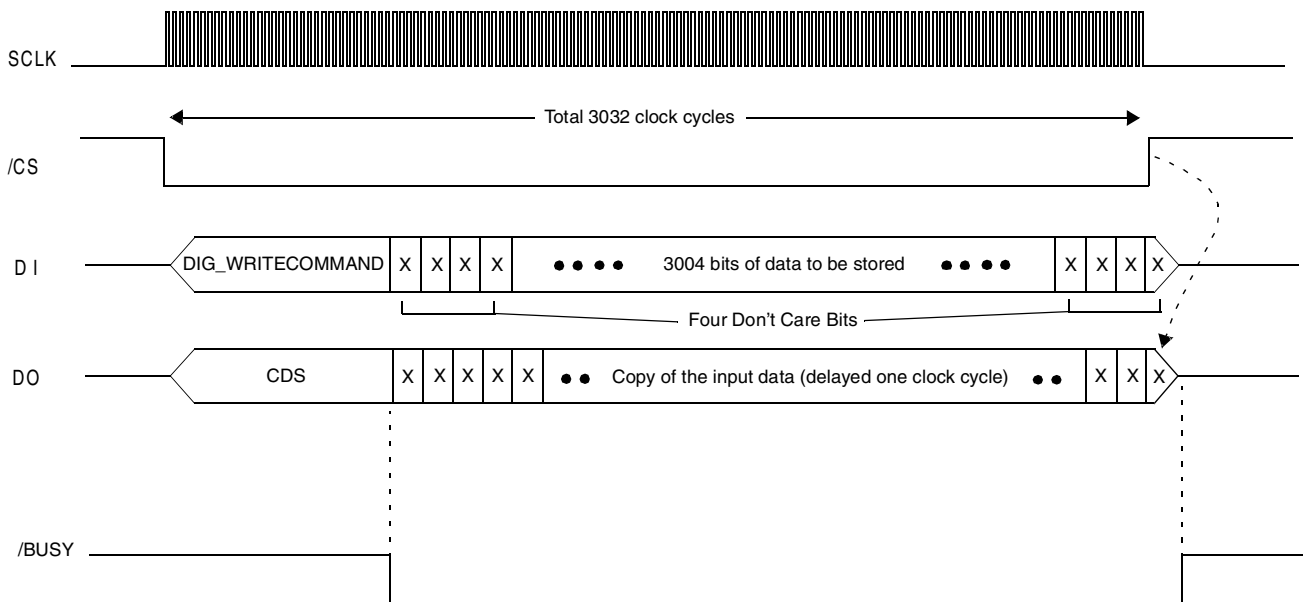 SCLK
Total 3032 clock cycles
/CS
DI DIG_WRITECOMMAND X X X X 3004 bits of data to be stored X X X X
Four Don't Care Bits
DO CDS X X X X X Copy of the input data (delayed one clock cycle) X X X
/BUSY